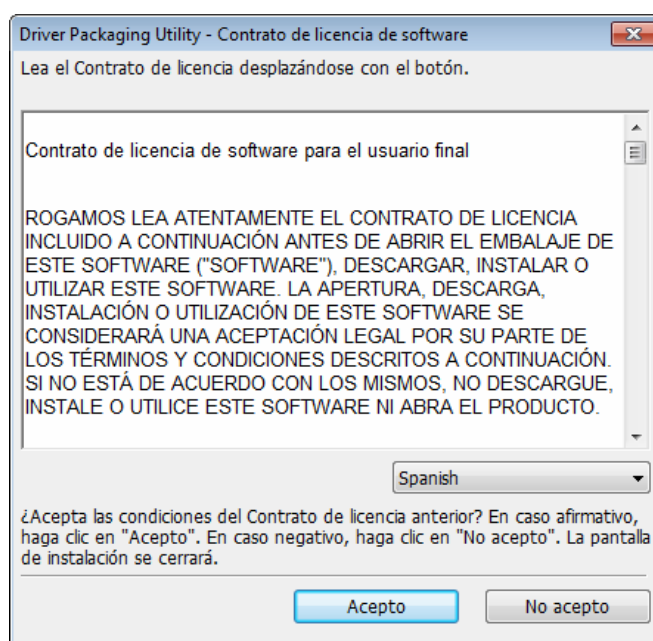 Driver Packaging Utility - Contrato de licencia de software
Lea el Contrato de licencia desplazándose con el botón.
Contrato de licencia de software para el usuario final
ROGAMOS LEA ATENTAMENTE EL CONTRATO DE LICENCIA
INCLUIDO A CONTINUACIÓN ANTES DE ABRIR EL EMBALAJE DE
ESTE SOFTWARE ("SOFTWARE"), DESCARGAR, INSTALAR O
UTILIZAR ESTE SOFTWARE. LA APERTURA, DESCARGA,
INSTALACIÓN O UTILIZACIÓN DE ESTE SOFTWARE SE
CONSIDERARÁ UNA ACEPTACIÓN LEGAL POR SU PARTE DE
LOS TÉRMINOS Y CONDICIONES DESCRITOS A CONTINUACIÓN.
SI NO ESTÁ DE ACUERDO CON LOS MISMOS, NO DESCARGUE,
INSTALE O UTILICE ESTE SOFTWARE NI ABRA EL PRODUCTO.
Spanish
¿Acepta las condiciones del Contrato de licencia anterior? En caso afirmativo,
haga clic en "Acepto". En caso negativo, haga clic en "No acepto". La pantalla
de instalación se cerrará.
Acepto
No acepto